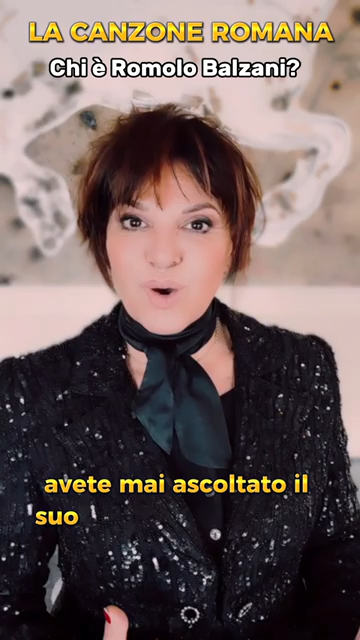 LA CANZONE ROMANA
Chi è Romolo Balzani?
avete mai ascoltato il
suo